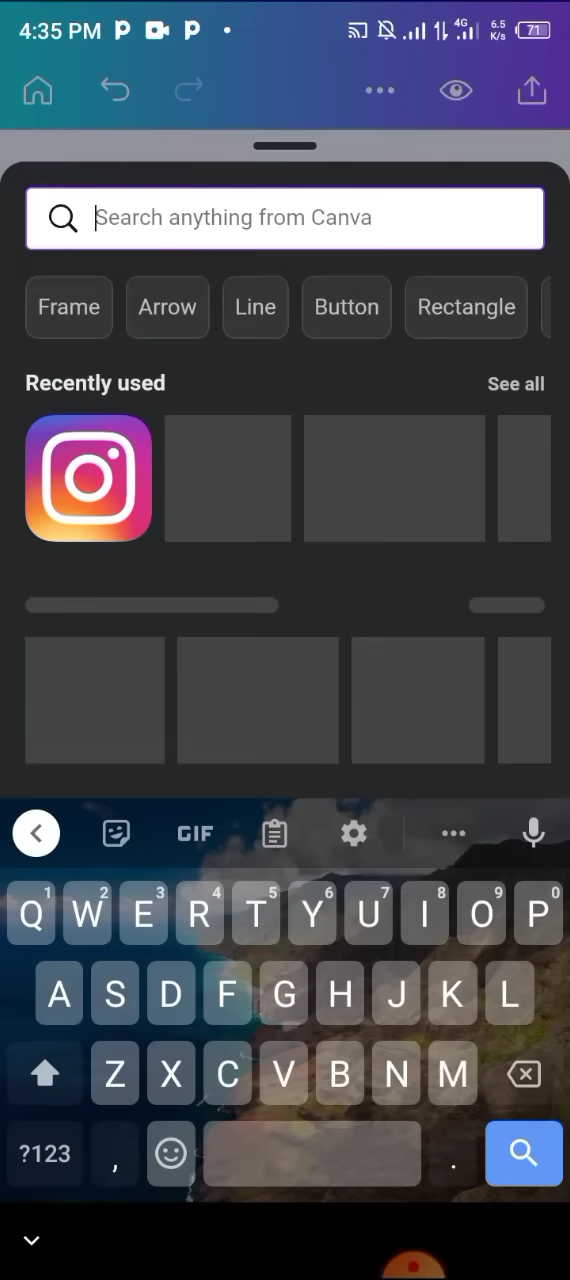 4:35 PM 4G 6.5 K/s 71
Search anything from Canva
Frame Arrow Line Button Rectangle
Recently used See all
GIF
Q1 W2 E3 R4 T5 Y6 U7 I8 O9 P0
A S D F G H J K L
Z X C V B N M
?123 , .